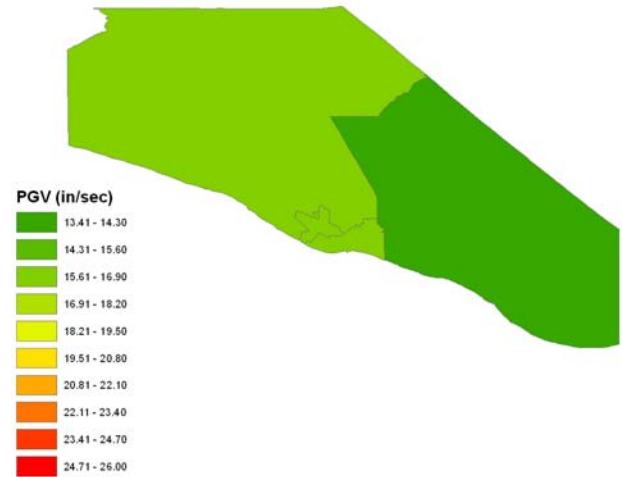 PGV (in/sec)
13.41 - 14.30
14.31 - 15.60
15.61 - 16.90
16.91 - 18.20
18.21 - 19.50
19.51 - 20.80
20.81 - 22.10
22.11 - 23.40
23.41 - 24.70
24.71 - 26.00